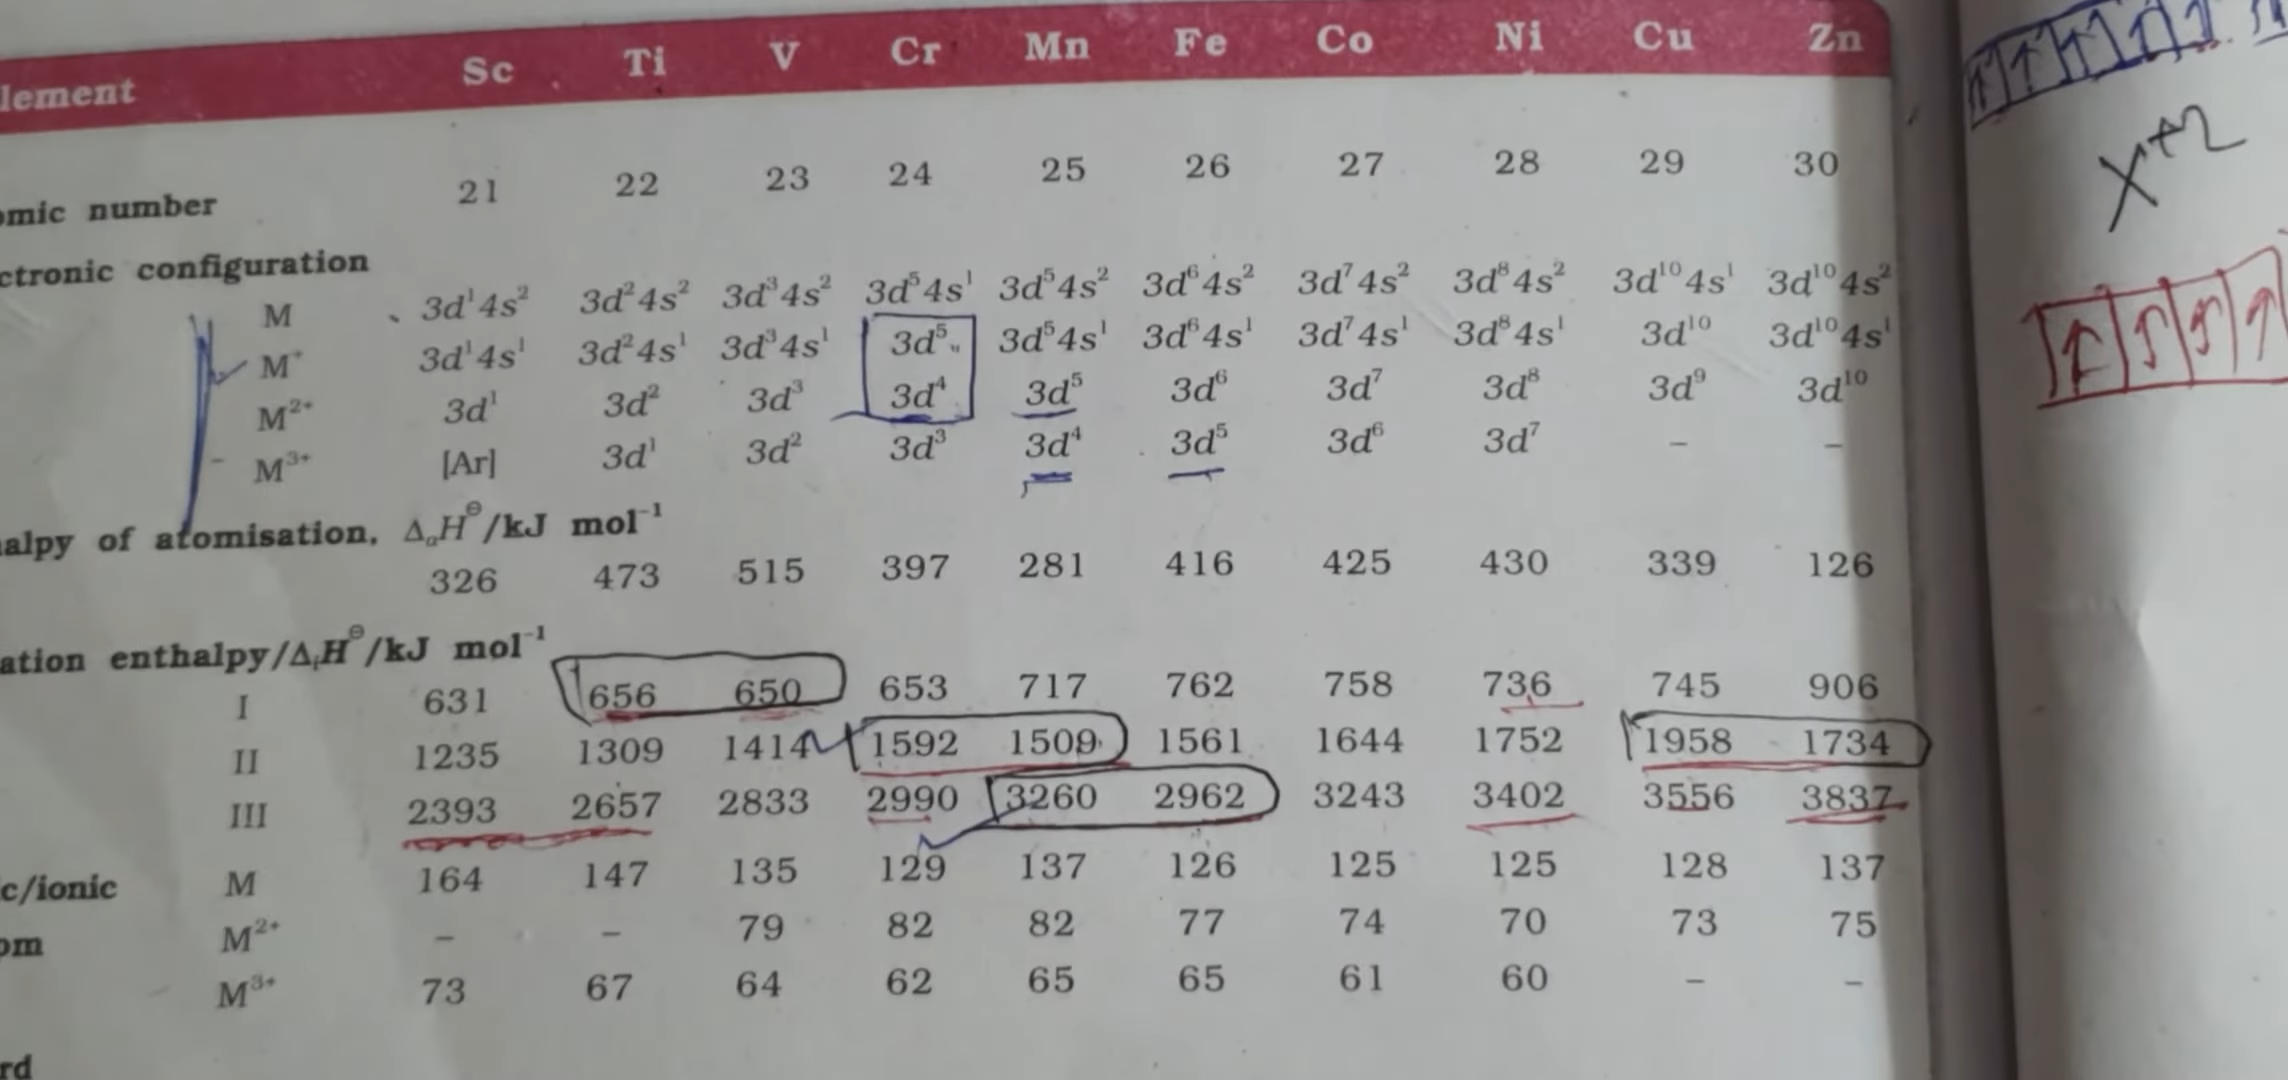 lement Sc Ti V Cr Mn Fe Co Ni Cu Zn
omic number 21 22 23 24 25 26 27 28 29 30
ctronic configuration
M 3d¹4s² 3d²4s² 3d³4s² 3d⁵4s¹ 3d⁵4s² 3d⁶4s² 3d⁷4s² 3d⁸4s² 3d¹⁰4s¹ 3d¹⁰4s²
M⁺ 3d¹4s¹ 3d²4s¹ 3d³4s¹ 3d⁵ 3d⁵4s¹ 3d⁶4s¹ 3d⁷4s¹ 3d⁸4s¹ 3d¹⁰ 3d¹⁰4s¹
M²⁺ 3d¹ 3d² 3d³ 3d⁴ 3d⁵ 3d⁶ 3d⁷ 3d⁸ 3d⁹ 3d¹⁰
M³⁺ [Ar] 3d¹ 3d² 3d³ 3d⁴ 3d⁵ 3d⁶ 3d⁷ – –
alpy of atomisation, ΔₐH⊖/kJ mol⁻¹
326 473 515 397 281 416 425 430 339 126
ation enthalpy/ΔᵢH⊖/kJ mol⁻¹
I 631 656 650 653 717 762 758 736 745 906
II 1235 1309 1414 1592 1509 1561 1644 1752 1958 1734
III 2393 2657 2833 2990 3260 2962 3243 3402 3556 3837
c/ionic M 164 147 135 129 137 126 125 125 128 137
om M²⁺ – – 79 82 82 77 74 70 73 75
M³⁺ 73 67 64 62 65 65 61 60 – –
rd
X⁺²